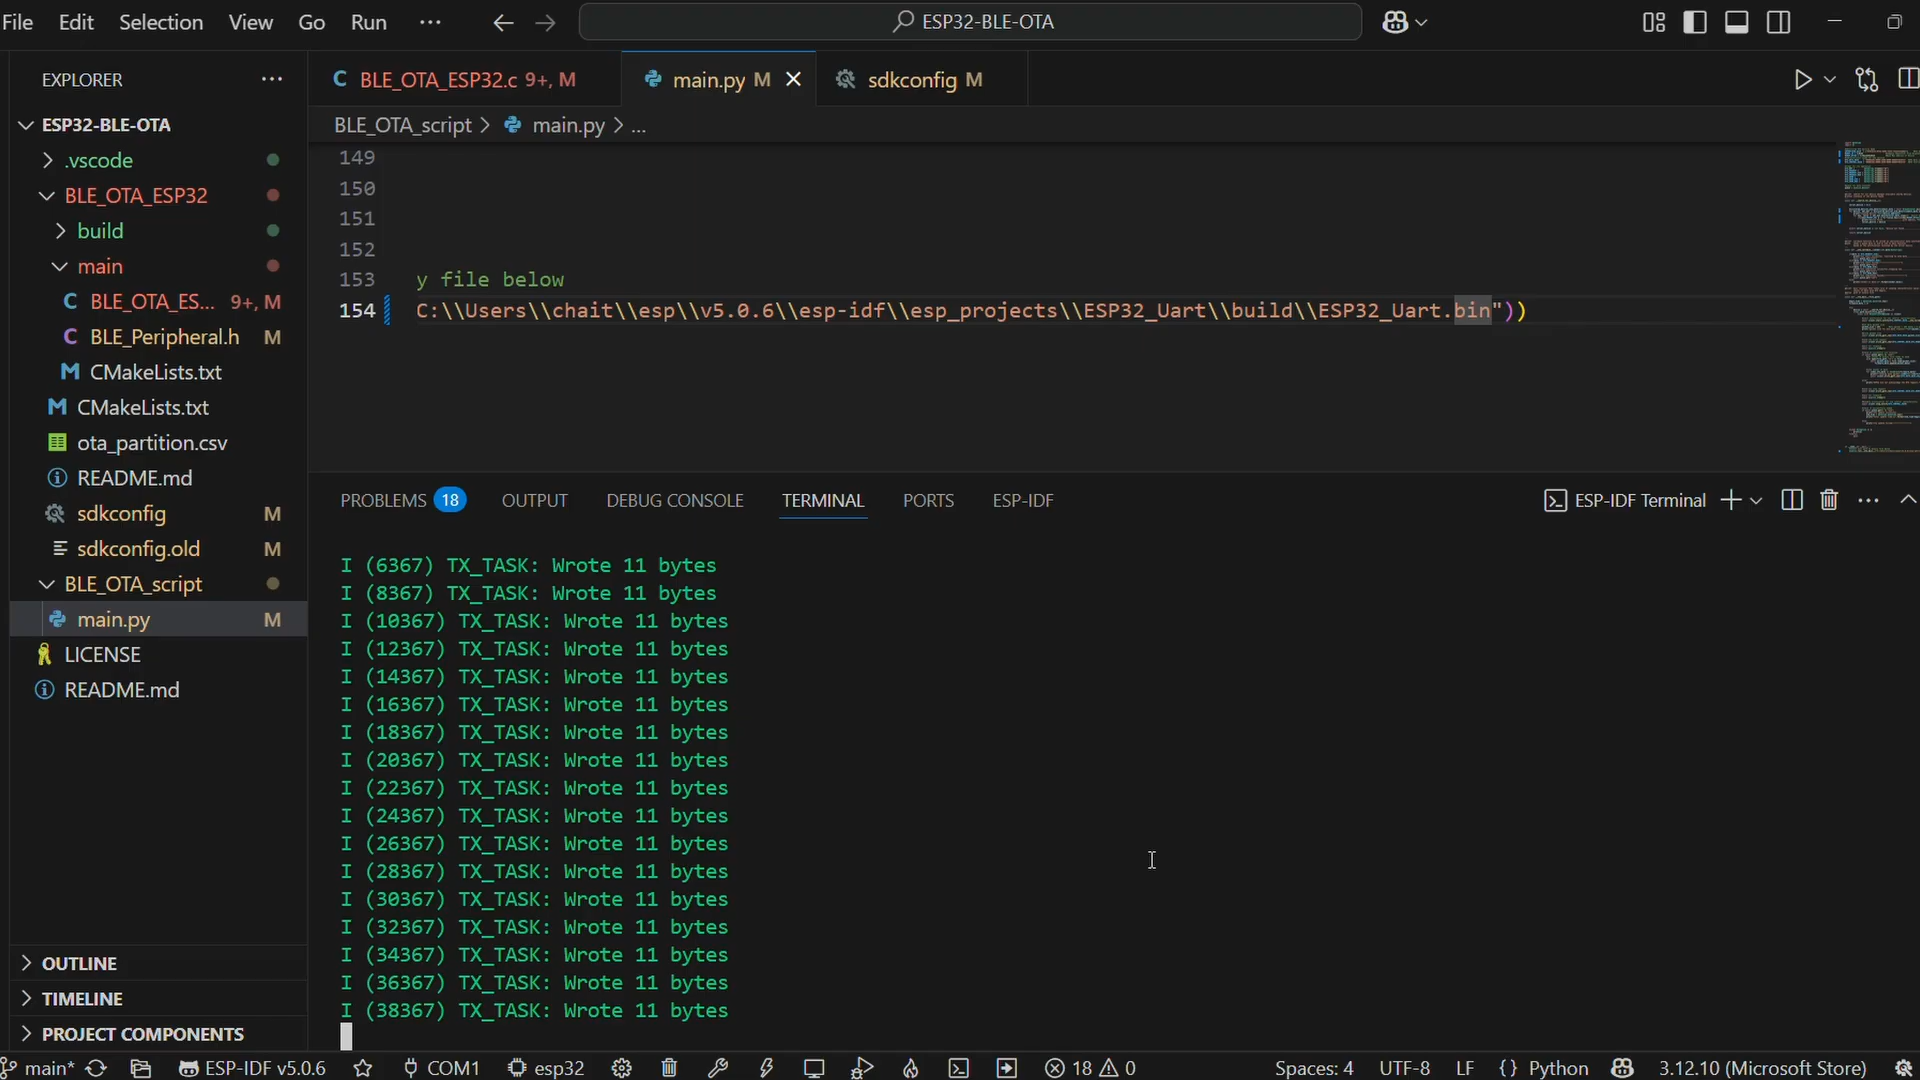 File Edit Selection View Go Run ···
ESP32-BLE-OTA
EXPLORER ···
BLE_OTA_ESP32.c 9+, M
main.py M
sdkconfig M
BLE_OTA_script > main.py > ...
ESP32-BLE-OTA
.vscode
BLE_OTA_ESP32
build
main
BLE_OTA_ES... 9+, M
BLE_Peripheral.h M
CMakeLists.txt
CMakeLists.txt
ota_partition.csv
README.md
sdkconfig M
sdkconfig.old M
BLE_OTA_script
main.py M
LICENSE
README.md
OUTLINE
TIMELINE
PROJECT COMPONENTS
149
150
151
152
153 y file below
154 C:\\Users\\chait\\esp\\v5.0.6\\esp-idf\\esp_projects\\ESP32_Uart\\build\\ESP32_Uart.bin"))
PROBLEMS 18 OUTPUT DEBUG CONSOLE TERMINAL PORTS ESP-IDF
ESP-IDF Terminal
I (6367) TX_TASK: Wrote 11 bytes
I (8367) TX_TASK: Wrote 11 bytes
I (10367) TX_TASK: Wrote 11 bytes
I (12367) TX_TASK: Wrote 11 bytes
I (14367) TX_TASK: Wrote 11 bytes
I (16367) TX_TASK: Wrote 11 bytes
I (18367) TX_TASK: Wrote 11 bytes
I (20367) TX_TASK: Wrote 11 bytes
I (22367) TX_TASK: Wrote 11 bytes
I (24367) TX_TASK: Wrote 11 bytes
I (26367) TX_TASK: Wrote 11 bytes
I (28367) TX_TASK: Wrote 11 bytes
I (30367) TX_TASK: Wrote 11 bytes
I (32367) TX_TASK: Wrote 11 bytes
I (34367) TX_TASK: Wrote 11 bytes
I (36367) TX_TASK: Wrote 11 bytes
I (38367) TX_TASK: Wrote 11 bytes
main* ESP-IDF v5.0.6 COM1 esp32 18 0 Spaces: 4 UTF-8 LF {} Python 3.12.10 (Microsoft Store)